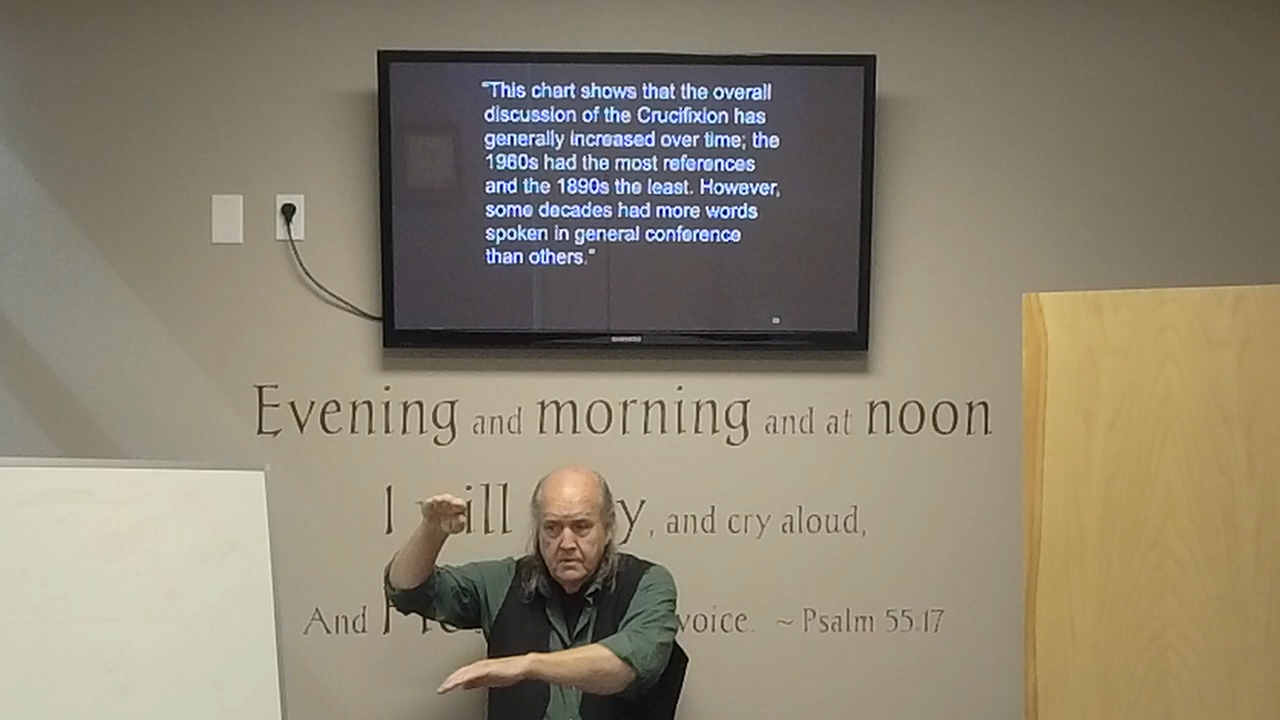 "This chart shows that the overall
discussion of the Crucifixion has
generally increased over time; the
1960s had the most references
and the 1890s the least. However,
some decades had more words
spoken in general conference
than others."
Evening and morning and at noon
I will y, and cry aloud,
And voice. ~ Psalm 55.17